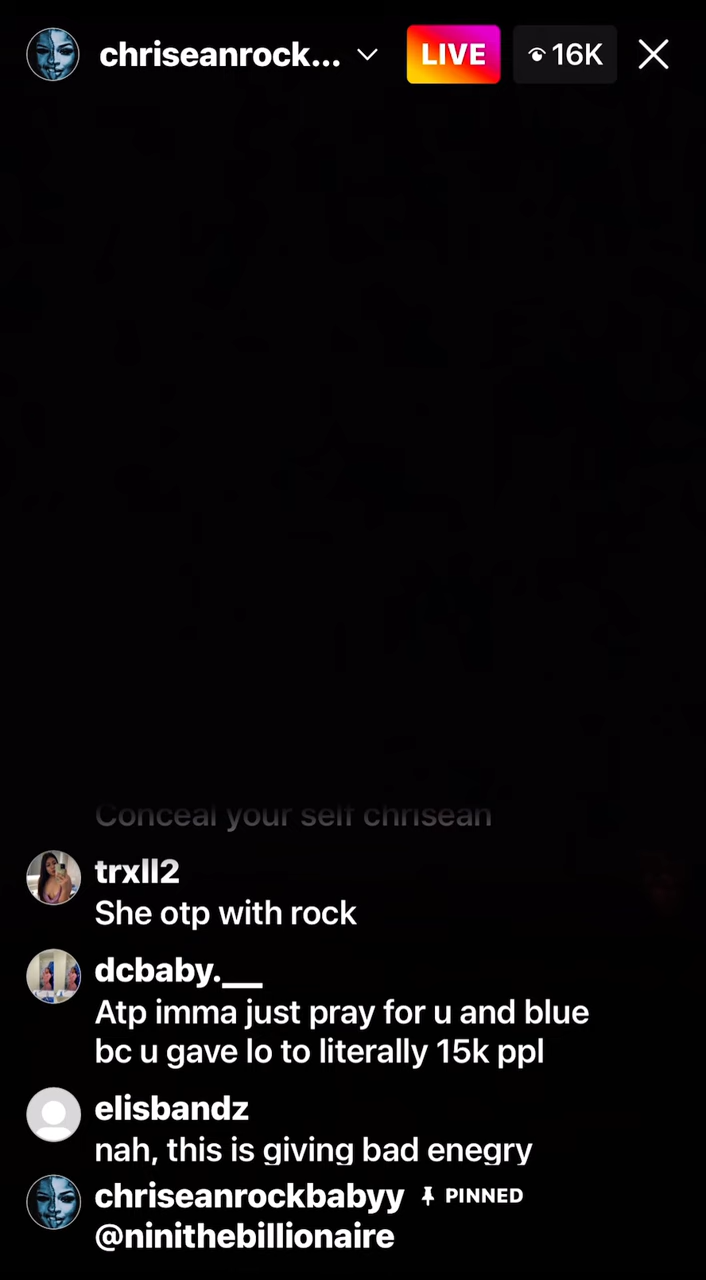 chriseanrock...
LIVE
16K
Conceal your self chrisean
trxll2
She otp with rock
dcbaby.__
Atp imma just pray for u and blue
bc u gave lo to literally 15k ppl
elisbandz
nah, this is giving bad enegry
chriseanrockbabyy PINNED
@ninithebillionaire